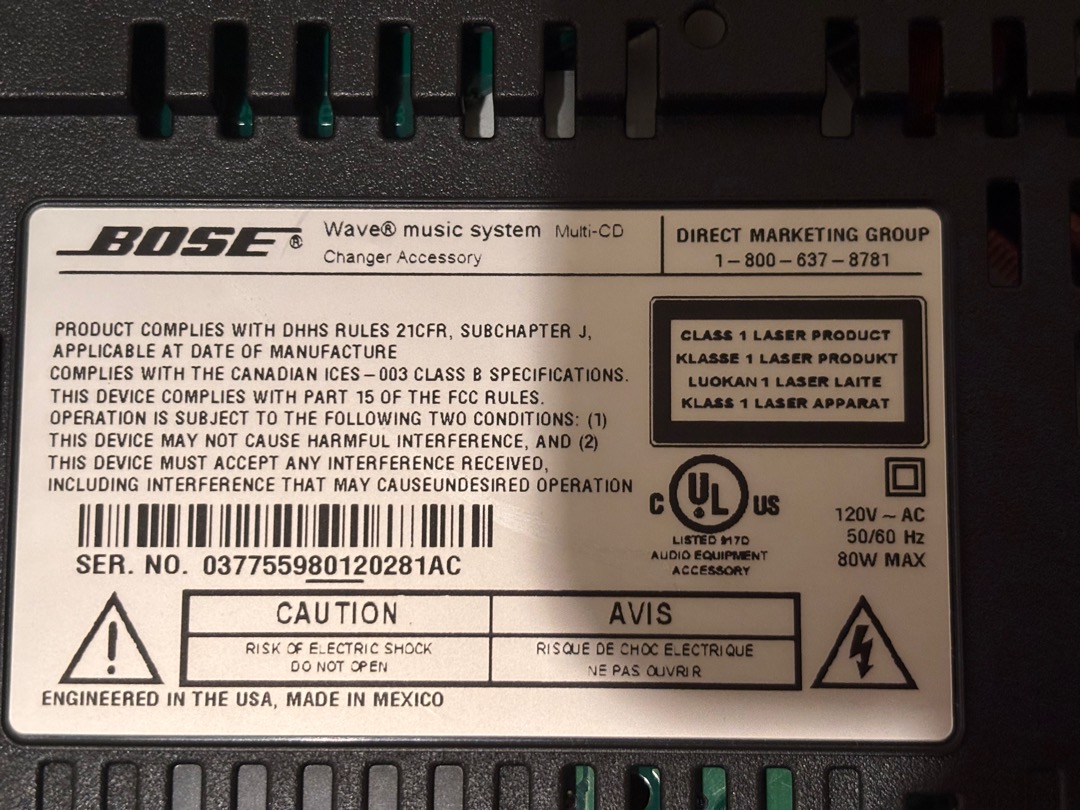 BOSE® Wave® music system Multi-CD
Changer Accessory
DIRECT MARKETING GROUP
1-800-637-8781
PRODUCT COMPLIES WITH DHHS RULES 21CFR, SUBCHAPTER J,
APPLICABLE AT DATE OF MANUFACTURE
COMPLIES WITH THE CANADIAN ICES-003 CLASS B SPECIFICATIONS.
THIS DEVICE COMPLIES WITH PART 15 OF THE FCC RULES.
OPERATION IS SUBJECT TO THE FOLLOWING TWO CONDITIONS: (1)
THIS DEVICE MAY NOT CAUSE HARMFUL INTERFERENCE, AND (2)
THIS DEVICE MUST ACCEPT ANY INTERFERENCE RECEIVED,
INCLUDING INTERFERENCE THAT MAY CAUSEUNDESIRED OPERATION
CLASS 1 LASER PRODUCT
KLASSE 1 LASER PRODUKT
LUOKAN 1 LASER LAITE
KLASS 1 LASER APPARAT
C UL US
LISTED 917D
AUDIO EQUIPMENT
ACCESSORY
120V ~ AC
50/60 Hz
80W MAX
SER. NO. 037755980120281AC
CAUTION
RISK OF ELECTRIC SHOCK
DO NOT OPEN
AVIS
RISQUE DE CHOC ELECTRIQUE
NE PAS OUVRIR
ENGINEERED IN THE USA, MADE IN MEXICO